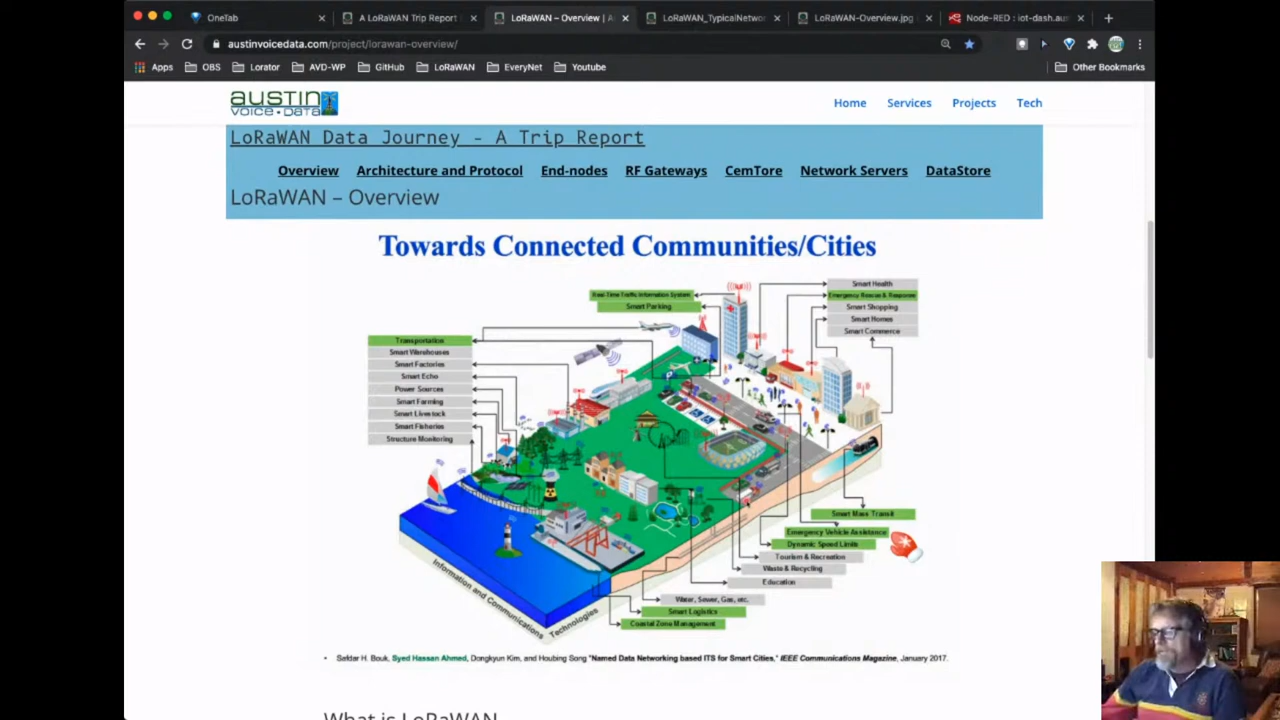 OneTab
A LoRaWAN Trip Report
LoRaWAN – Overview | A
LoRaWAN_TypicalNetwor
LoRaWAN-Overview.jpg
Node-RED : iot-dash.aus
austinvoicedata.com/project/lorawan-overview/
Apps OBS Lorator AVD-WP GitHub LoRaWAN EveryNet Youtube Other Bookmarks
AUSTIN
VOICE • DATA
Home Services Projects Tech
LoRaWAN Data Journey - A Trip Report
Overview Architecture and Protocol End-nodes RF Gateways CemTore Network Servers DataStore
LoRaWAN – Overview
Towards Connected Communities/Cities
Real-Time Traffic Information System
Smart Parking
Smart Health
Emergency Rescue & Response
Smart Shopping
Smart Homes
Smart Commerce
Transportation
Smart Warehouses
Smart Factories
Smart Echo
Power Sources
Smart Farming
Smart Livestock
Smart Fisheries
Structure Monitoring
Smart Mass Transit
Emergency Vehicle Assistance
Dynamic Speed Limits
Tourism & Recreation
Waste & Recycling
Education
Water, Sewer, Gas, etc.
Smart Logistics
Coastal Zone Management
Information and Communications
Technologies
• Safdar H. Bouk, Syed Hassan Ahmed, Dongkyun Kim, and Houbing Song "Named Data Networking based ITS for Smart Cities," IEEE Communications Magazine, January 2017.
What is LoRaWAN